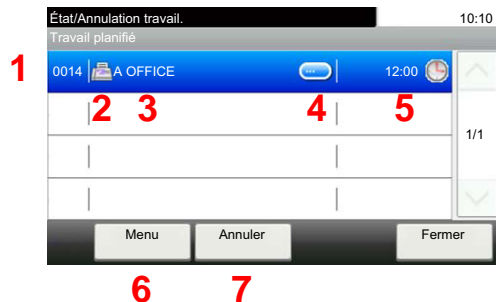 État/Annulation travail. 10:10
Travail planifié
1 0014 A OFFICE ... 12:00
2 3 4 5
1/1
Menu Annuler Fermer
6 7